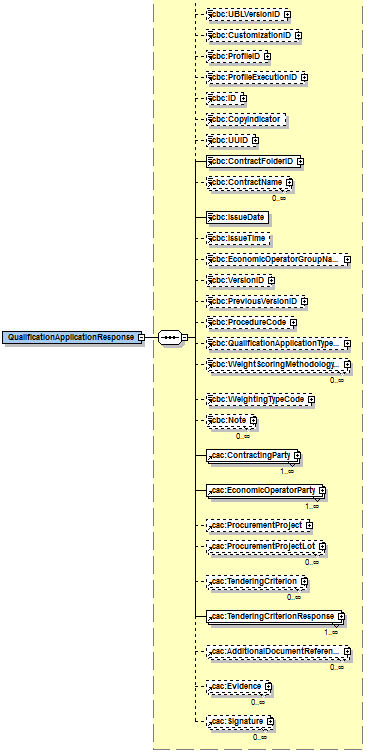 cbc:UBLVersionID
cbc:CustomizationID
cbc:ProfileID
cbc:ProfileExecutionID
cbc:ID
cbc:CopyIndicator
cbc:UUID
cbc:ContractFolderID
cbc:ContractName
0..∞
cbc:IssueDate
cbc:IssueTime
cbc:EconomicOperatorGroupNa...
cbc:VersionID
cbc:PreviousVersionID
cbc:ProcedureCode
QualificationApplicationResponse
cbc:QualificationApplicationType...
cbc:WeightScoringMethodology...
0..∞
cbc:WeightingTypeCode
cbc:Note
0..∞
cac:ContractingParty
1..∞
cac:EconomicOperatorParty
1..∞
cac:ProcurementProject
cac:ProcurementProjectLot
0..∞
cac:TenderingCriterion
0..∞
cac:TenderingCriterionResponse
1..∞
cac:AdditionalDocumentReferen...
0..∞
cac:Evidence
0..∞
cac:Signature
0..∞